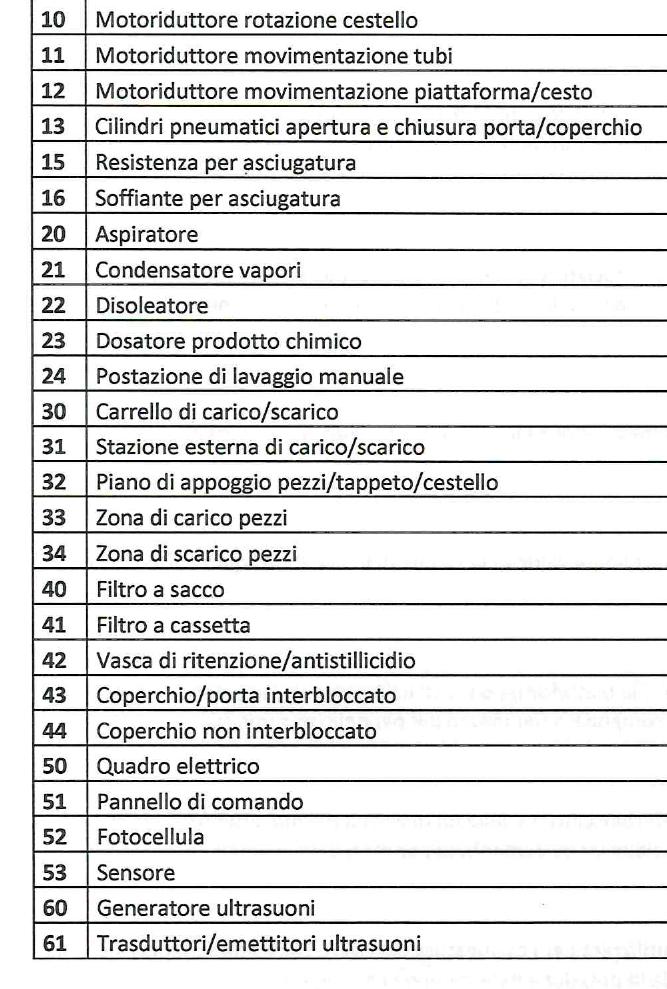 10 Motoriduttore rotazione cestello
11 Motoriduttore movimentazione tubi
12 Motoriduttore movimentazione piattaforma/cesto
13 Cilindri pneumatici apertura e chiusura porta/coperchio
15 Resistenza per asciugatura
16 Soffiante per asciugatura
20 Aspiratore
21 Condensatore vapori
22 Disoleatore
23 Dosatore prodotto chimico
24 Postazione di lavaggio manuale
30 Carrello di carico/scarico
31 Stazione esterna di carico/scarico
32 Piano di appoggio pezzi/tappeto/cestello
33 Zona di carico pezzi
34 Zona di scarico pezzi
40 Filtro a sacco
41 Filtro a cassetta
42 Vasca di ritenzione/antistillicidio
43 Coperchio/porta interbloccato
44 Coperchio non interbloccato
50 Quadro elettrico
51 Pannello di comando
52 Fotocellula
53 Sensore
60 Generatore ultrasuoni
61 Trasduttori/emettitori ultrasuoni